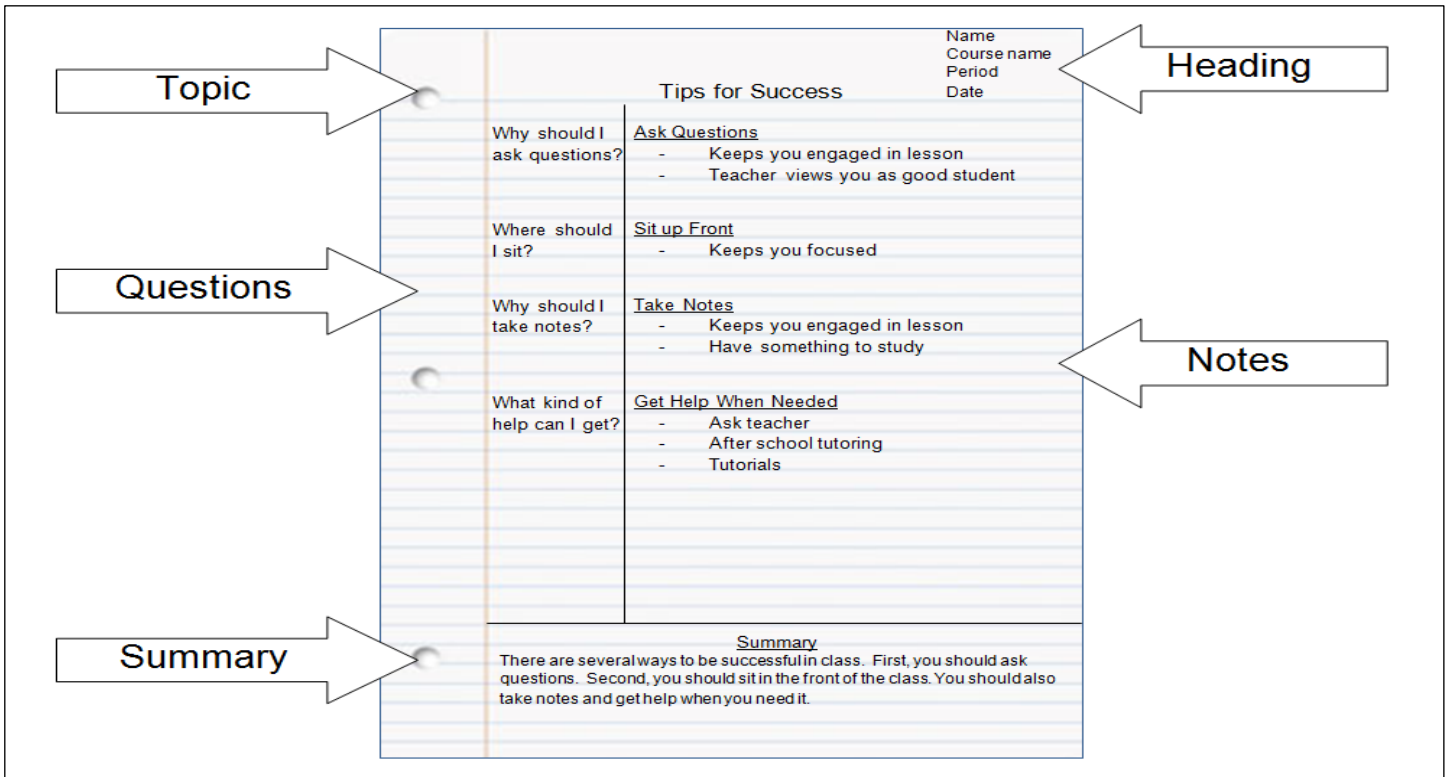 Name
Course name
Heading
Period
Topic
Tips for Success
Date
Why should I
ask questions?
Ask Questions
- Keeps you engaged in lesson
- Teacher views you as good student
Where should
I sit?
Sit up Front
- Keeps you focused
Questions
Why should I
take notes?
Take Notes
- Keeps you engaged in lesson
- Have something to study
Notes
What kind of
help can I get?
Get Help When Needed
- Ask teacher
- After school tutoring
- Tutorials
Summary
Summary
There are several ways to be successful in class. First, you should ask
questions. Second, you should sit in the front of the class. You should also
take notes and get help when you need it.